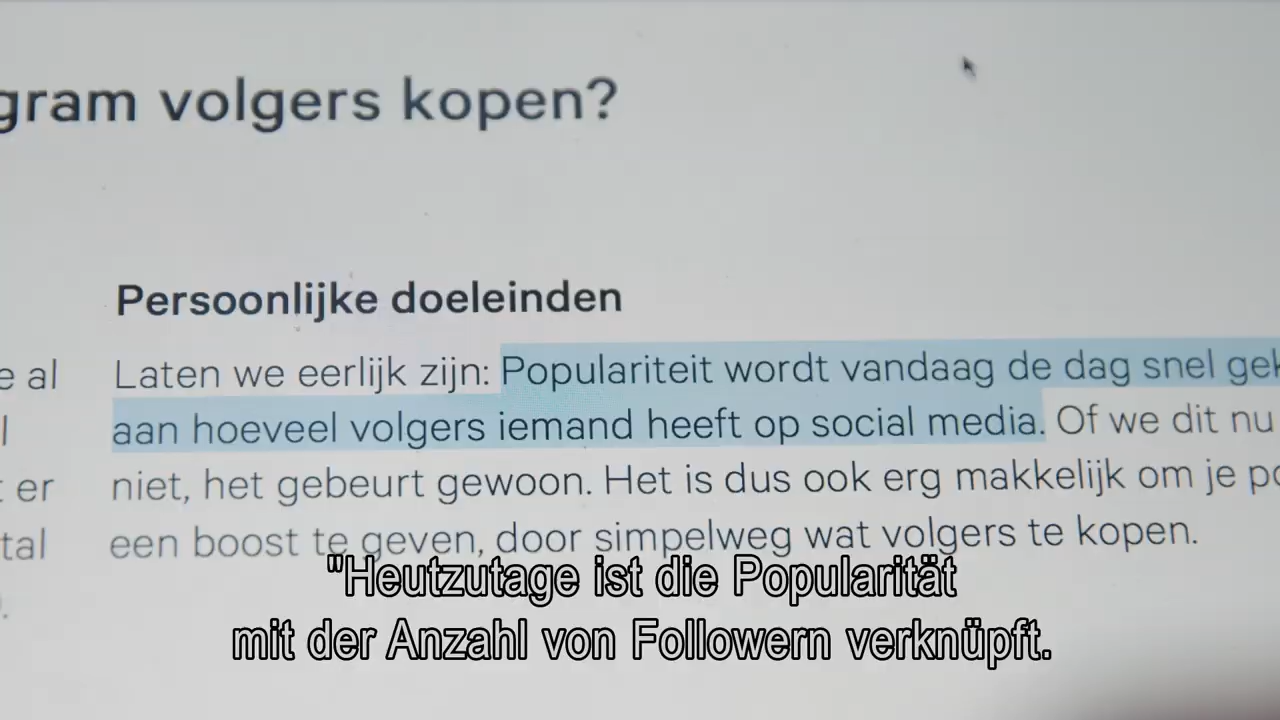 gram volgers kopen?
Persoonlijke doeleinden
e al
Laten we eerlijk zijn: Populariteit wordt vandaag de dag snel gek
l
aan hoeveel volgers iemand heeft op social media. Of we dit nu
t er
niet, het gebeurt gewoon. Het is dus ook erg makkelijk om je po
tal
een boost te geven, door simpelweg wat volgers te kopen.
"Heutzutage ist die Popularität
mit der Anzahl von Followern verknüpft.